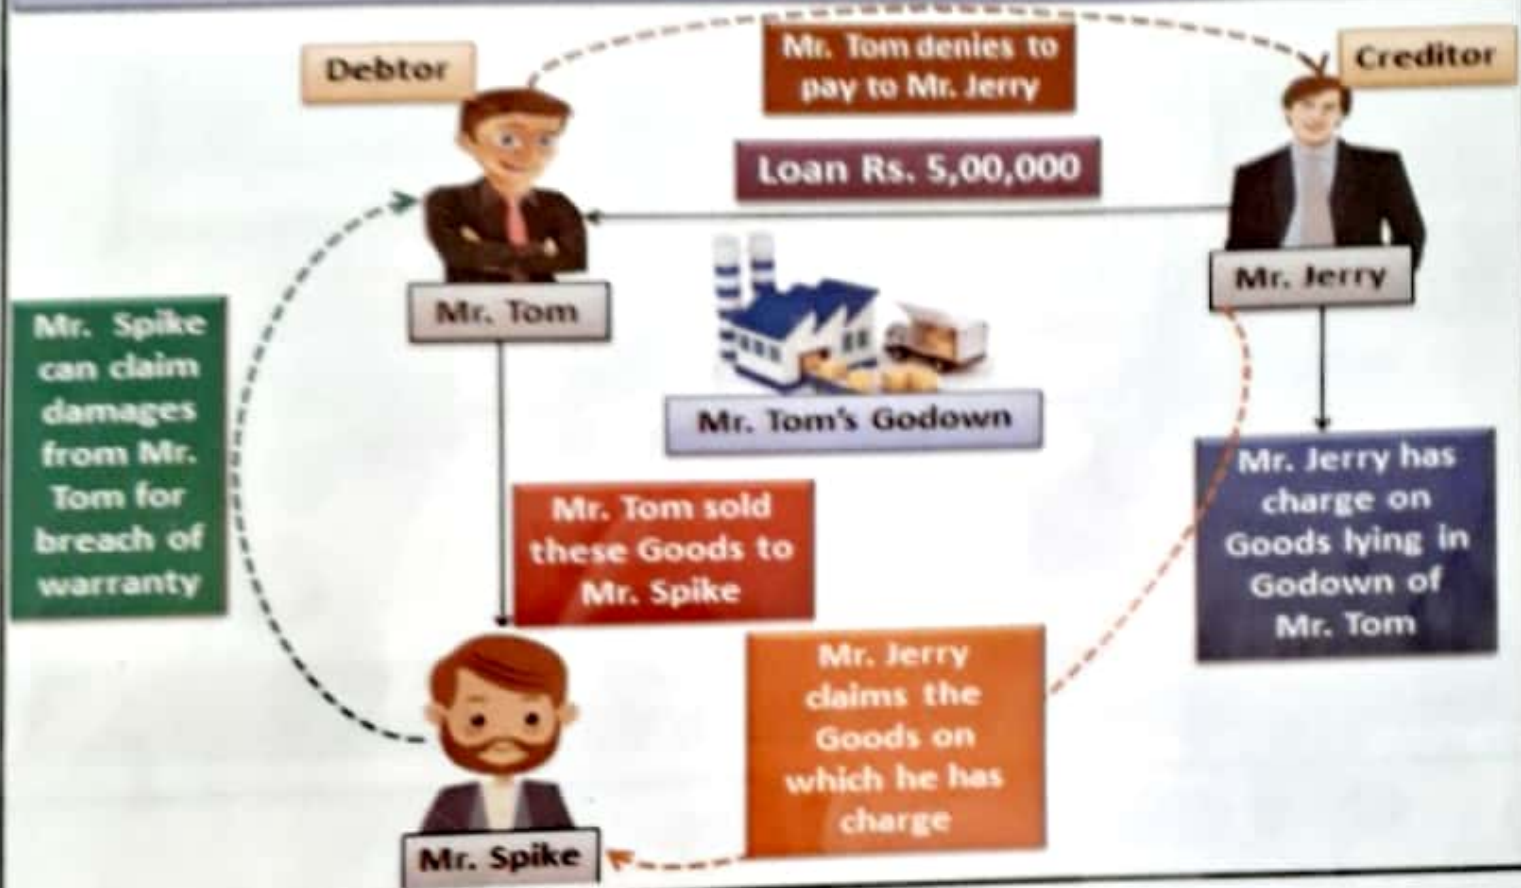 Debtor
Mr. Tom denies to
pay to Mr. Jerry
Creditor
Loan Rs. 5,00,000
Mr. Tom
Mr. Jerry
Mr. Spike
can claim
damages
from Mr.
Tom for
breach of
warranty
Mr. Tom's Godown
Mr. Tom sold
these Goods to
Mr. Spike
Mr. Jerry has
charge on
Goods lying in
Godown of
Mr. Tom
Mr. Jerry
claims the
Goods on
which he has
charge
Mr. Spike